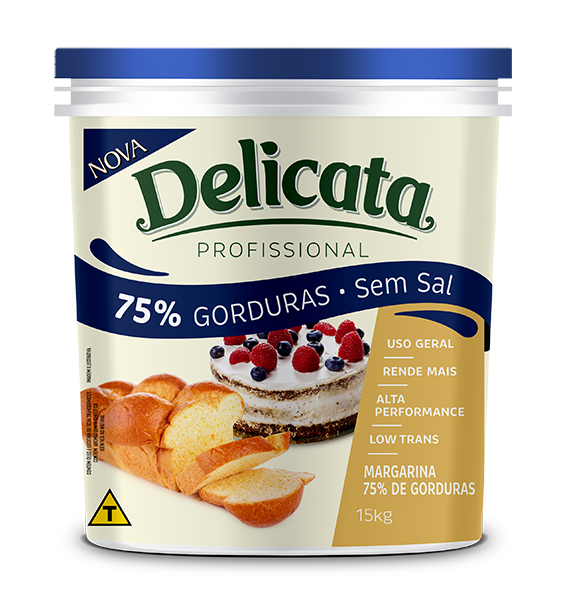 NOVA
Delicata
PROFISSIONAL
75% GORDURAS • Sem Sal
USO GERAL
RENDE MAIS
ALTA
PERFORMANCE
LOW TRANS
MARGARINA
75% DE GORDURAS
15kg
T